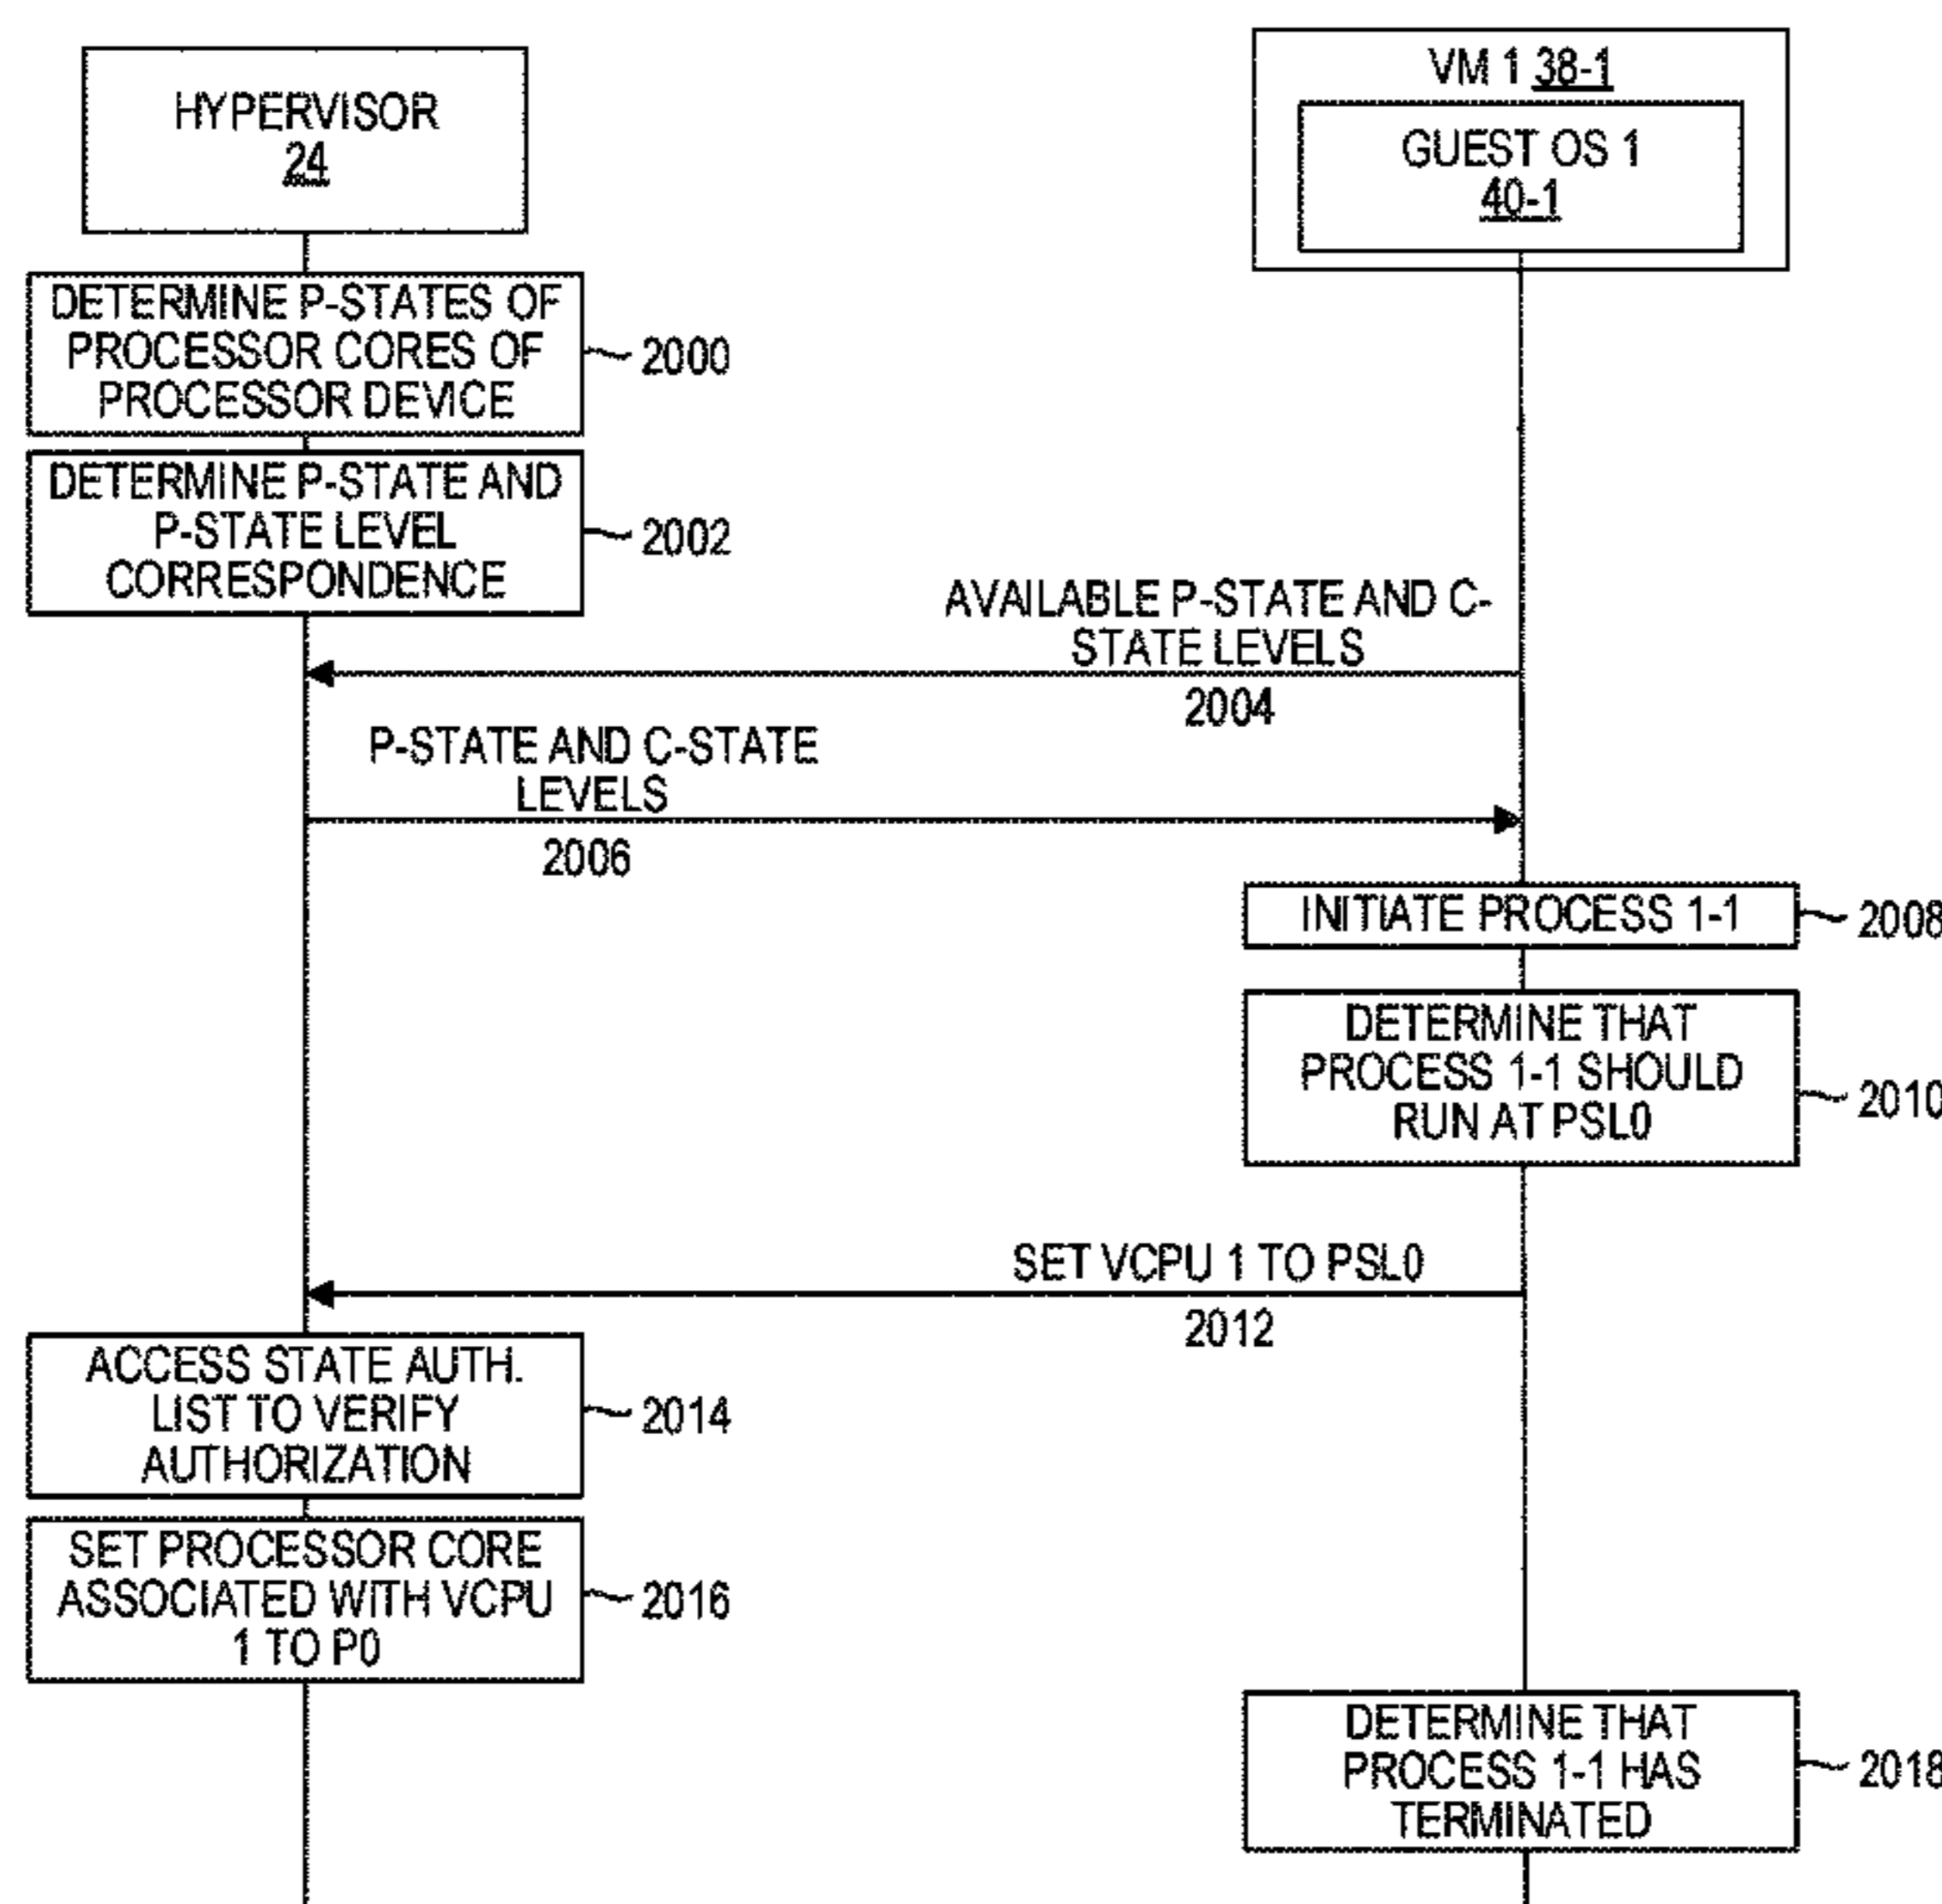 HYPERVISOR
24
VM 1 38-1
GUEST OS 1
40-1
DETERMINE P-STATES OF
PROCESSOR CORES OF
PROCESSOR DEVICE
2000
DETERMINE P-STATE AND
P-STATE LEVEL
CORRESPONDENCE
2002
AVAILABLE P-STATE AND C-
STATE LEVELS
2004
P-STATE AND C-STATE
LEVELS
2006
INITIATE PROCESS 1-1
2008
DETERMINE THAT
PROCESS 1-1 SHOULD
RUN AT PSL0
2010
SET VCPU 1 TO PSL0
2012
ACCESS STATE AUTH.
LIST TO VERIFY
AUTHORIZATION
2014
SET PROCESSOR CORE
ASSOCIATED WITH VCPU
1 TO P0
2016
DETERMINE THAT
PROCESS 1-1 HAS
TERMINATED
2018